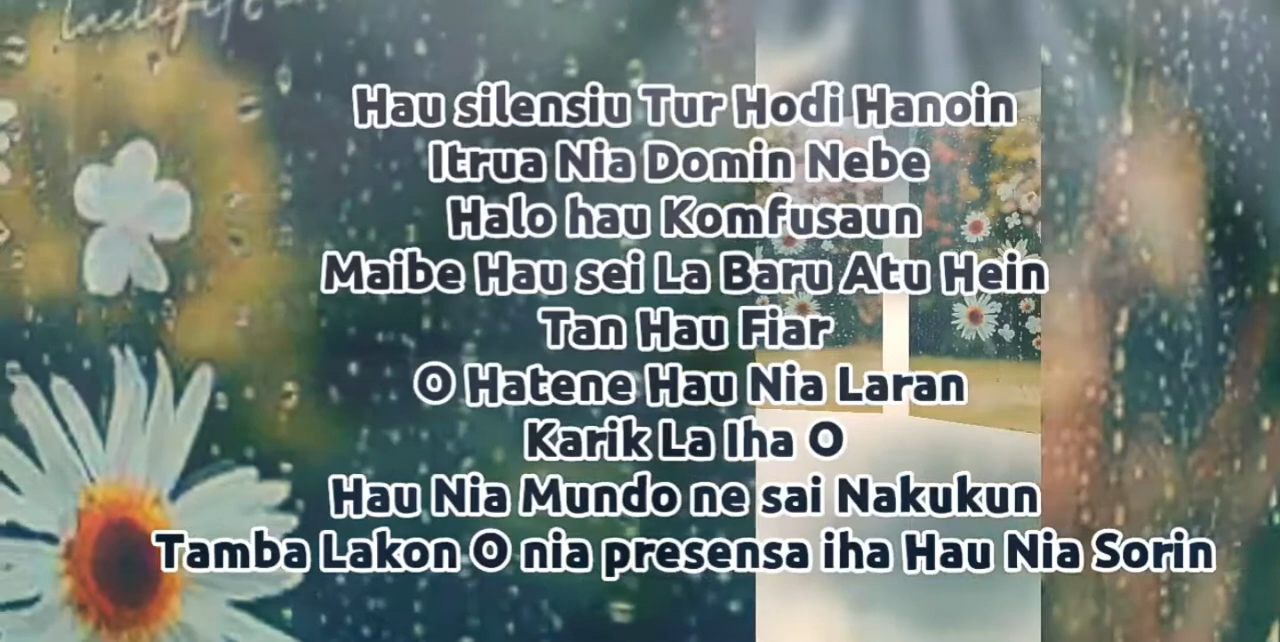 Hau silensiu Tur Hodi Hanoin
Itrua Nia Domin Nebe
Halo hau Komfusaun
Maibe Hau sei La Baru Atu Hein
Tan Hau Fiar
O Hatene Hau Nia Laran
Karik La Iha O
Hau Nia Mundo ne sai Nakukun
Tamba Lakon O nia presensa iha Hau Nia Sorin